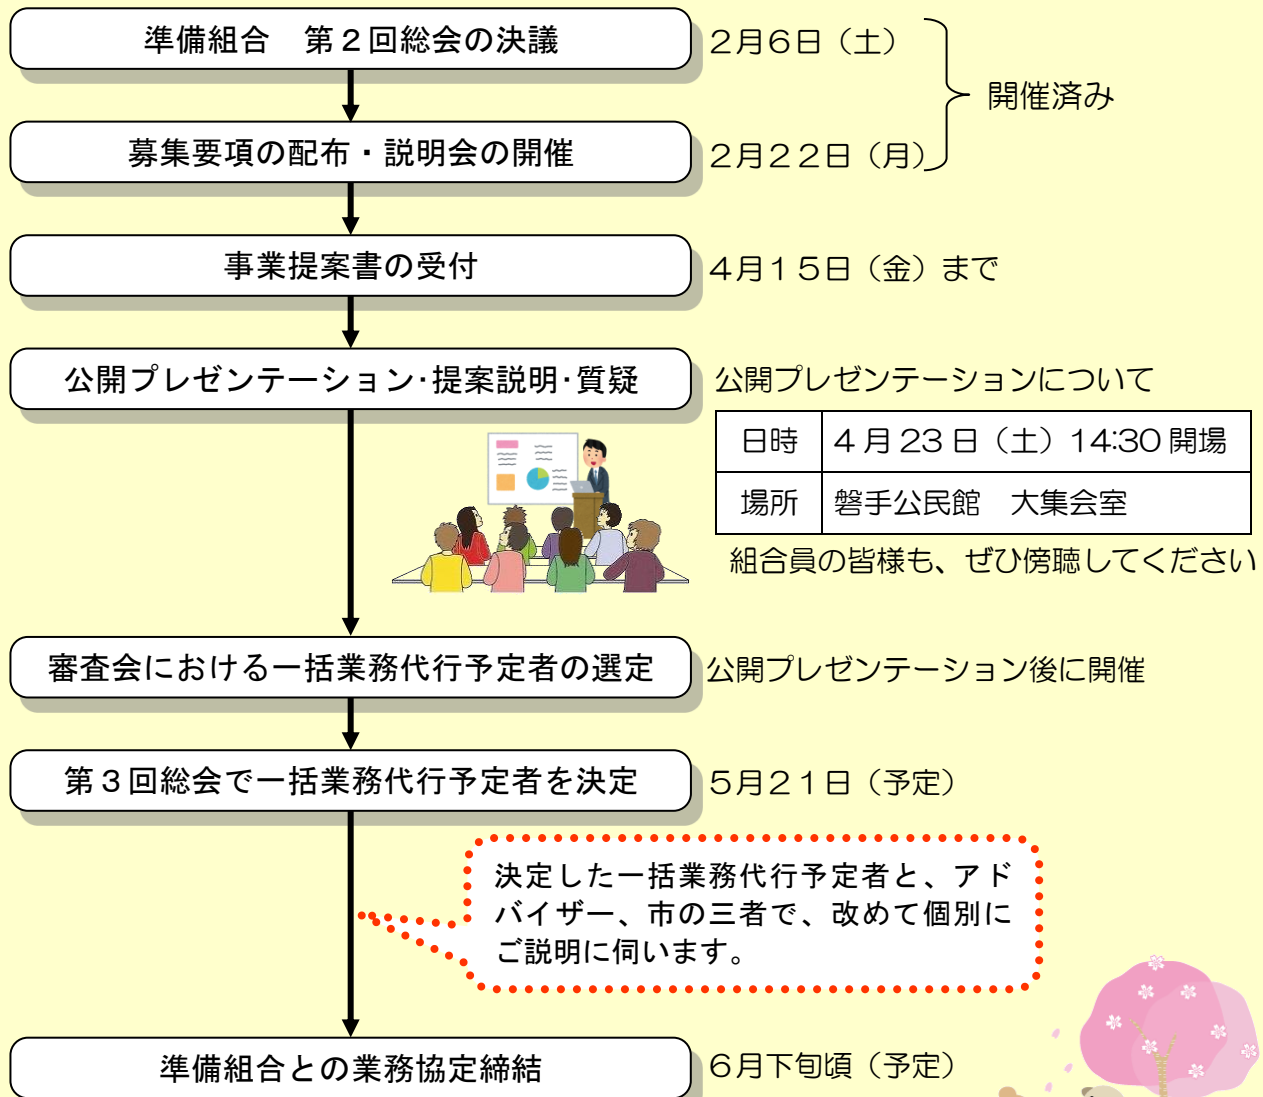 準備組合　第２回総会の決議
２月６日（土）
開催済み
募集要項の配布・説明会の開催
２月２２日（月）
事業提案書の受付
４月１５日（金）まで
公開プレゼンテーション･提案説明･質疑
公開プレゼンテーションについて
日時　４月23日（土）14:30開場
場所　磐手公民館　大集会室
組合員の皆様も、ぜひ傍聴してください
審査会における一括業務代行予定者の選定
公開プレゼンテーション後に開催
第３回総会で一括業務代行予定者を決定
５月２１日（予定）
決定した一括業務代行予定者と、アド
バイザー、市の三者で、改めて個別に
ご説明に伺います。
準備組合との業務協定締結
６月下旬頃（予定）